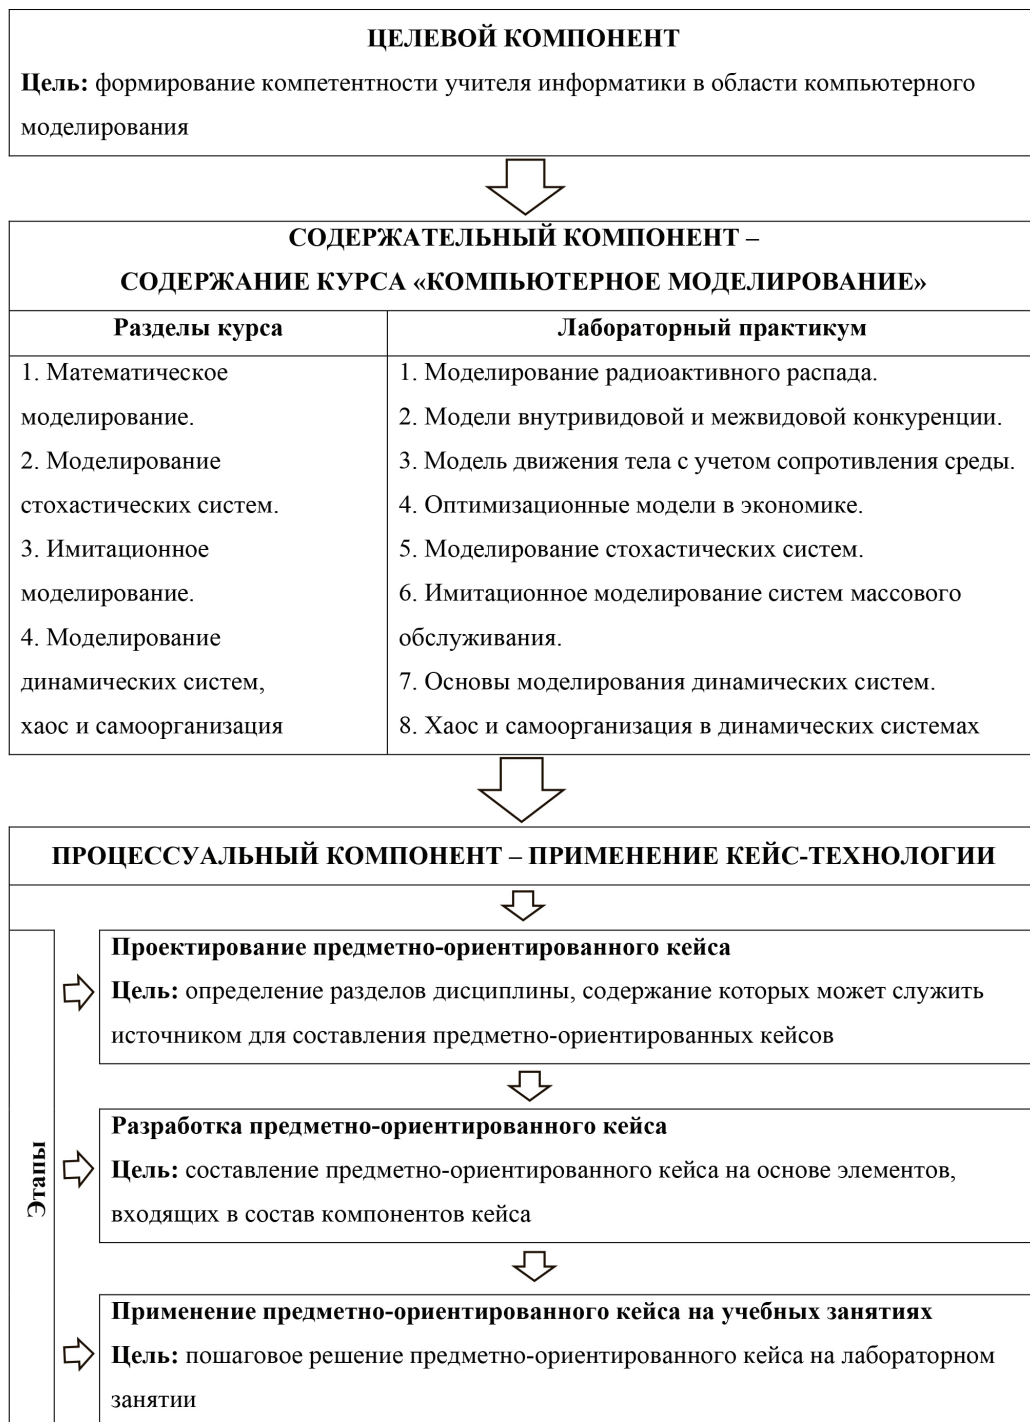 ЦЕЛЕВОЙ КОМПОНЕНТ
Цель: формирование компетентности учителя информатики в области компьютерного
моделирования
СОДЕРЖАТЕЛЬНЫЙ КОМПОНЕНТ –
СОДЕРЖАНИЕ КУРСА «КОМПЬЮТЕРНОЕ МОДЕЛИРОВАНИЕ»
Разделы курса
1. Математическое
моделирование.
2. Моделирование
стохастических систем.
3. Имитационное
моделирование.
4. Моделирование
динамических систем,
хаос и самоорганизация
Лабораторный практикум
1. Моделирование радиоактивного распада.
2. Модели внутривидовой и межвидовой конкуренции.
3. Модель движения тела с учетом сопротивления среды.
4. Оптимизационные модели в экономике.
5. Моделирование стохастических систем.
6. Имитационное моделирование систем массового
обслуживания.
7. Основы моделирования динамических систем.
8. Хаос и самоорганизация в динамических системах
ПРОЦЕССУАЛЬНЫЙ КОМПОНЕНТ – ПРИМЕНЕНИЕ КЕЙС-ТЕХНОЛОГИИ
Этапы
Проектирование предметно-ориентированного кейса
Цель: определение разделов дисциплины, содержание которых может служить
источником для составления предметно-ориентированных кейсов
Разработка предметно-ориентированного кейса
Цель: составление предметно-ориентированного кейса на основе элементов,
входящих в состав компонентов кейса
Применение предметно-ориентированного кейса на учебных занятиях
Цель: пошаговое решение предметно-ориентированного кейса на лабораторном
занятии